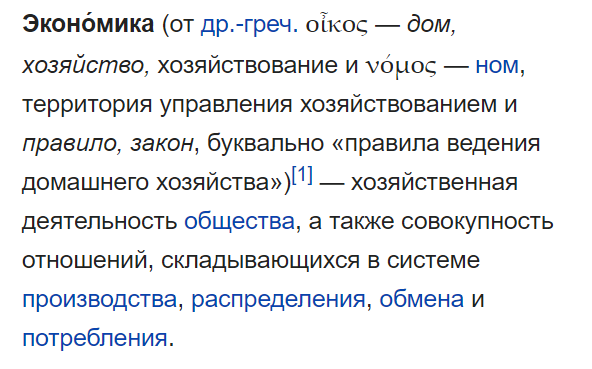 Эконо́мика (от др.-греч. οἶκος — дом,
хозяйство, хозяйствование и νόμος — ном,
территория управления хозяйствованием и
правило, закон, буквально «правила ведения
домашнего хозяйства»)[1] — хозяйственная
деятельность общества, а также совокупность
отношений, складывающихся в системе
производства, распределения, обмена и
потребления.